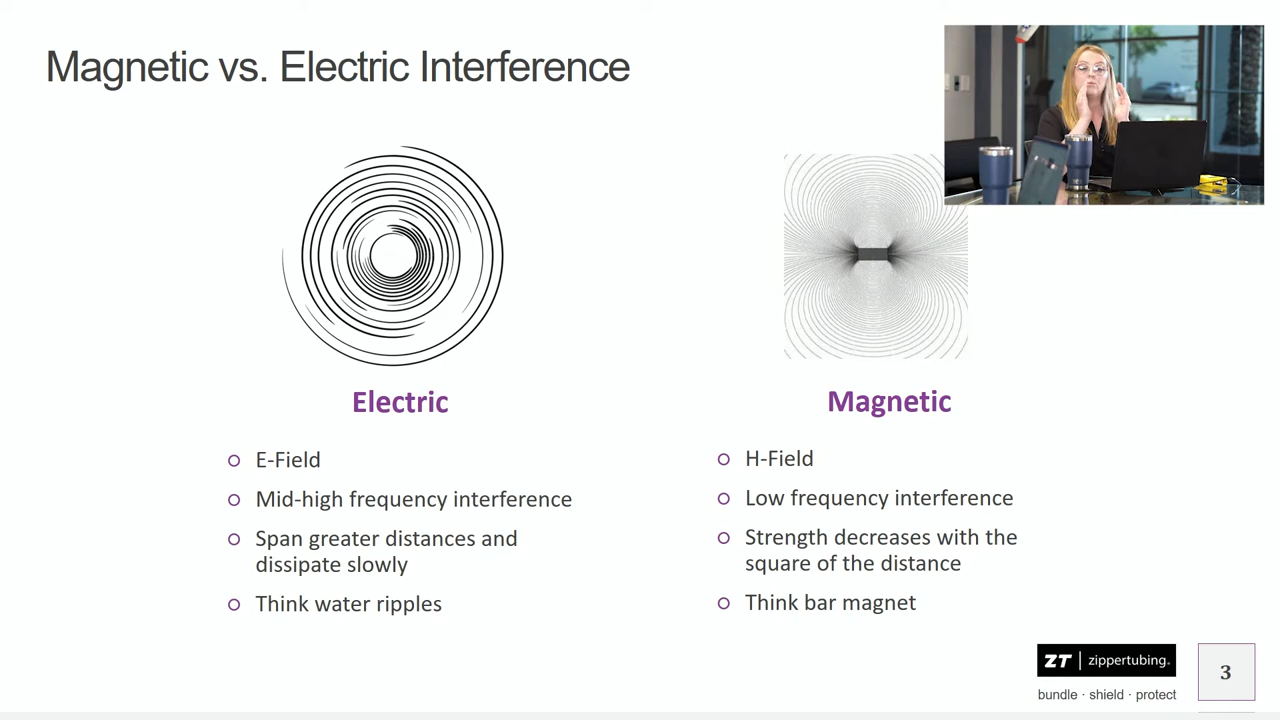 Magnetic vs. Electric Interference
Electric
E-Field
Mid-high frequency interference
Span greater distances and
dissipate slowly
Think water ripples
Magnetic
H-Field
Low frequency interference
Strength decreases with the
square of the distance
Think bar magnet
ZT | zippertubing.
bundle · shield · protect
3